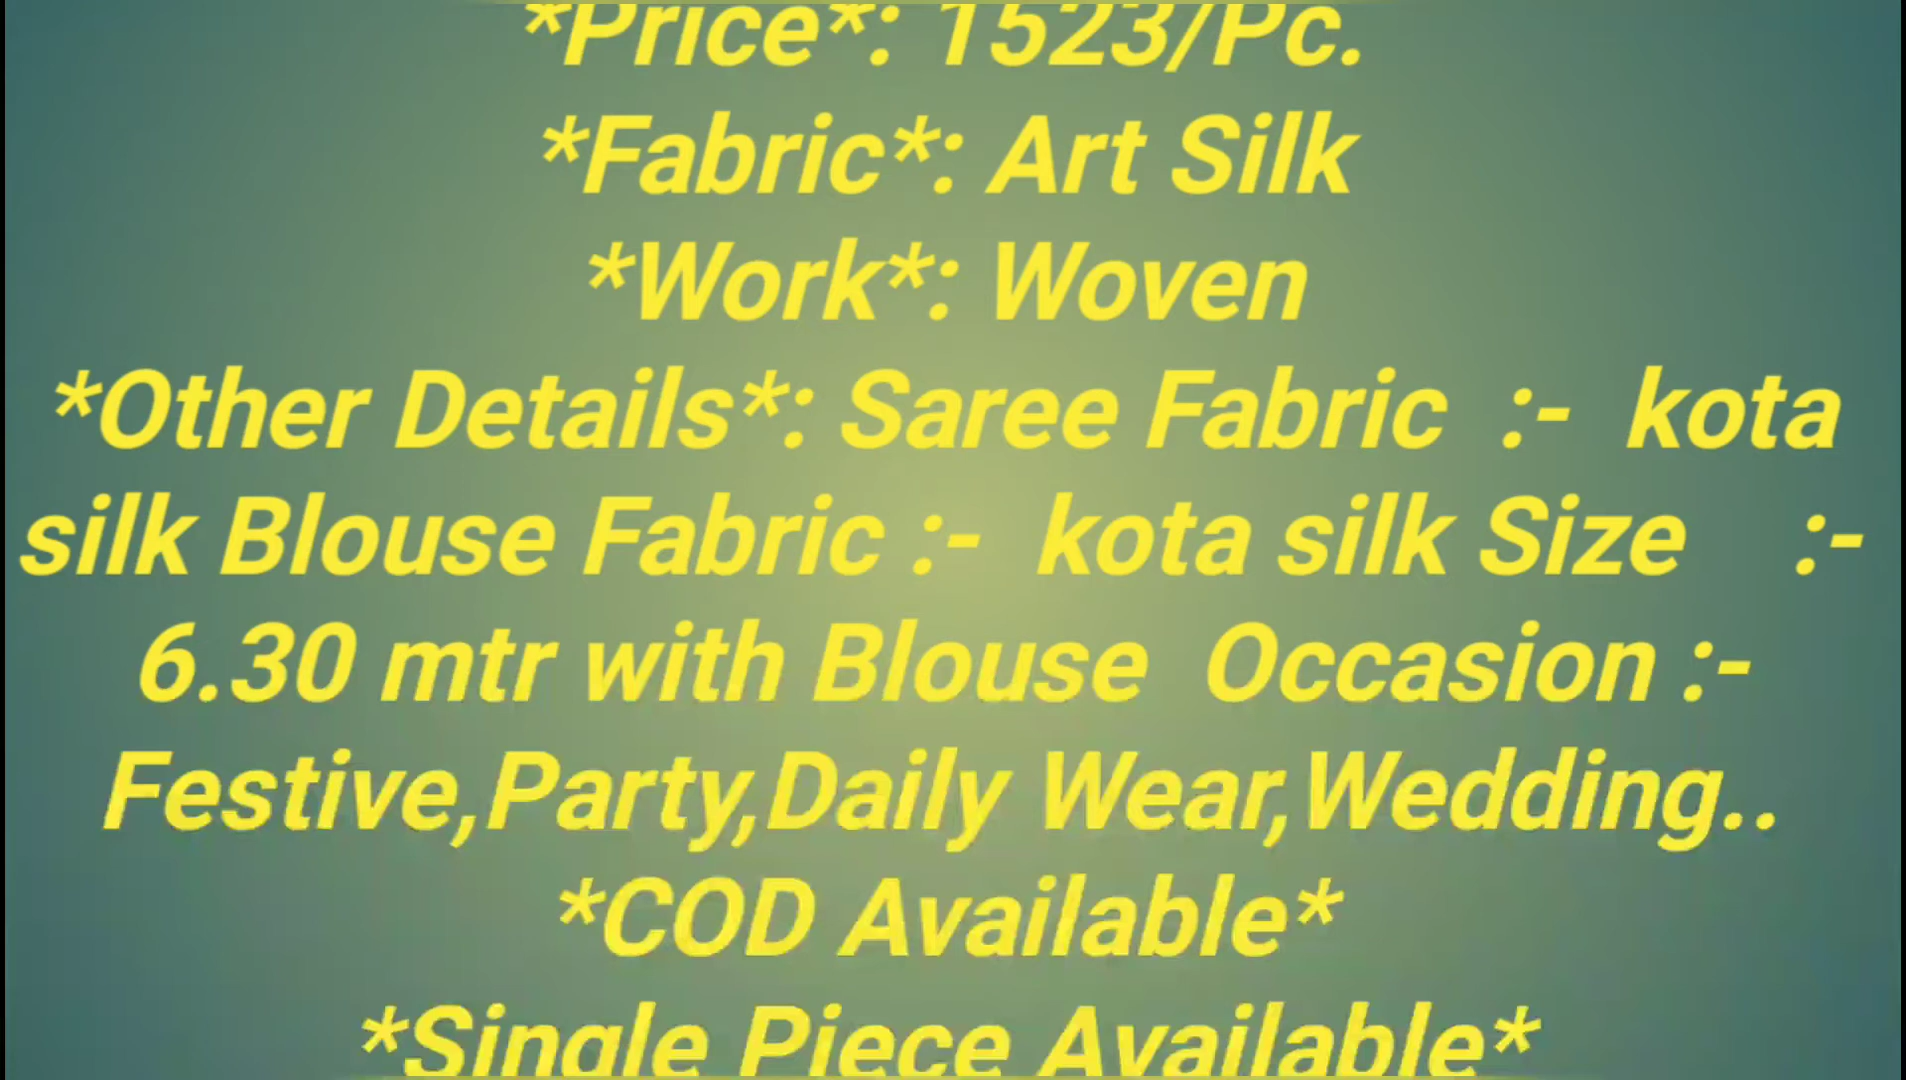 *Price*: 1523/Pc.
*Fabric*: Art Silk
*Work*: Woven
*Other Details*: Saree Fabric  :-  kota
silk Blouse Fabric :-  kota silk Size    :-
6.30 mtr with Blouse  Occasion :-
Festive,Party,Daily Wear,Wedding..
*COD Available*
*Single Piece Available*